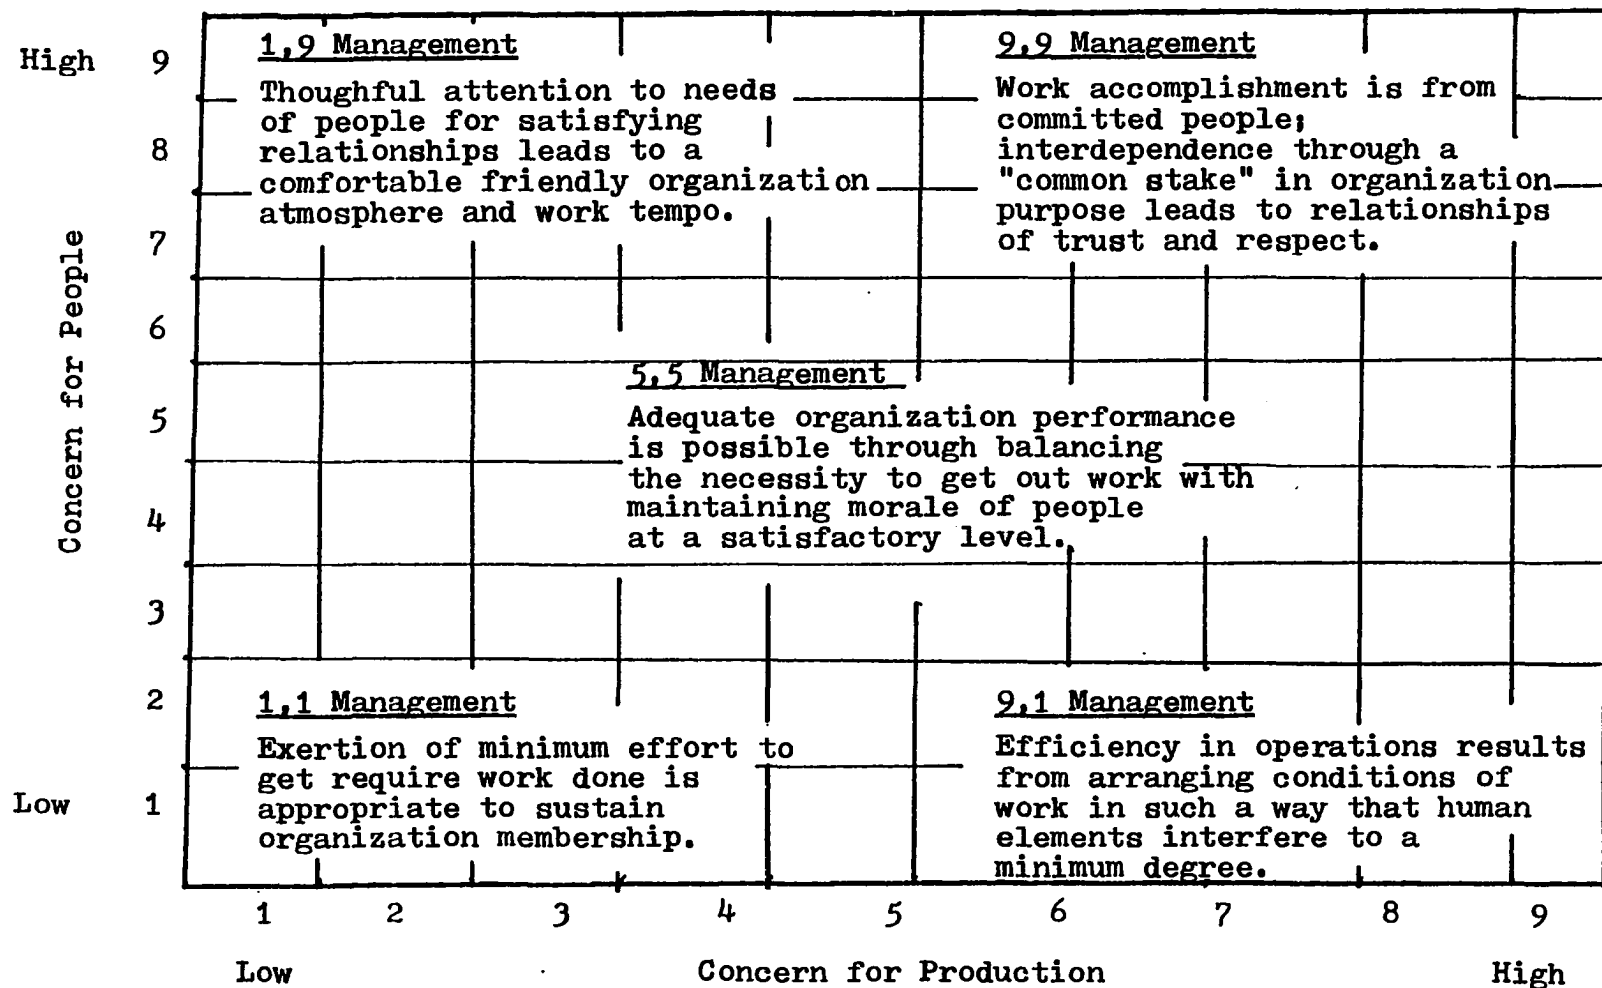 High
9
8
7
6
5
4
3
2
1
Low
Concern for People
1,9 Management
Thoughful attention to needs
of people for satisfying
relationships leads to a
comfortable friendly organization
atmosphere and work tempo.
9,9 Management
Work accomplishment is from
committed people;
interdependence through a
"common stake" in organization
purpose leads to relationships
of trust and respect.
5,5 Management
Adequate organization performance
is possible through balancing
the necessity to get out work with
maintaining morale of people
at a satisfactory level.
1,1 Management
Exertion of minimum effort to
get require work done is
appropriate to sustain
organization membership.
9,1 Management
Efficiency in operations results
from arranging conditions of
work in such a way that human
elements interfere to a
minimum degree.
1 2 3 4 5 6 7 8 9
Low Concern for Production High